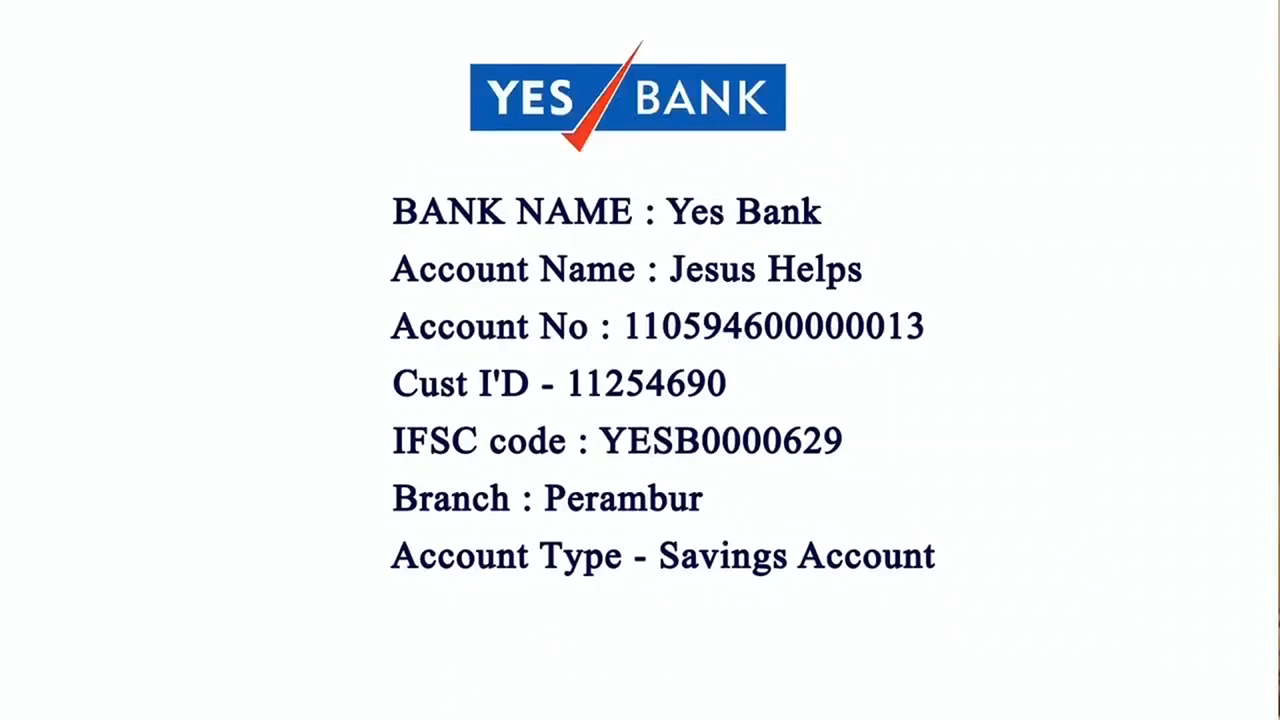 YES BANK
BANK NAME : Yes Bank
Account Name : Jesus Helps
Account No : 110594600000013
Cust I'D - 11254690
IFSC code : YESB0000629
Branch : Perambur
Account Type - Savings Account